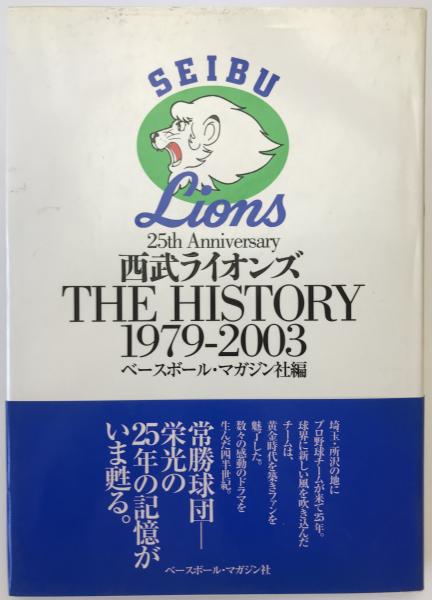 SEIBU
Lions
25th Anniversary
西武ライオンズ
THE HISTORY
1979-2003
ベースボール・マガジン社編
埼玉・所沢の地に
プロ野球チームが来て25年。
球界に新しい風を吹き込んだ
チームは、
黄金時代を築きファンを
魅了した。
数々の感動のドラマを
生んだ四半世紀。
常勝球団—
栄光の
25年の記憶が
いま甦る。
ベースボール・マガジン社